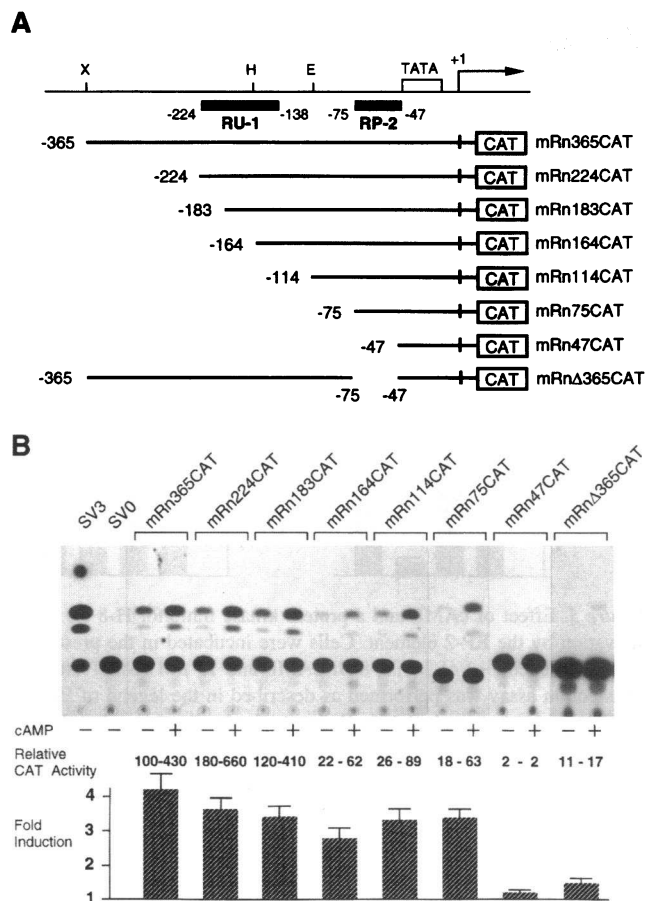 A
X H E TATA +1
-224 RU-1 -138 -75 RP-2 -47
-365 CAT mRn365CAT
-224 CAT mRn224CAT
-183 CAT mRn183CAT
-164 CAT mRn164CAT
-114 CAT mRn114CAT
-75 CAT mRn75CAT
-47 CAT mRn47CAT
-365 -75 -47 CAT mRnΔ365CAT
B
SV3 SV0 mRn365CAT mRn224CAT mRn183CAT mRn164CAT mRn114CAT mRn75CAT mRn47CAT mRnΔ365CAT
cAMP − − − + − + − + − + − + − + − + − +
Relative
CAT Activity 100-430 180-660 120-410 22 - 62 26 - 89 18 - 63 2 - 2 11 - 17
Fold
Induction
4
3
2
1